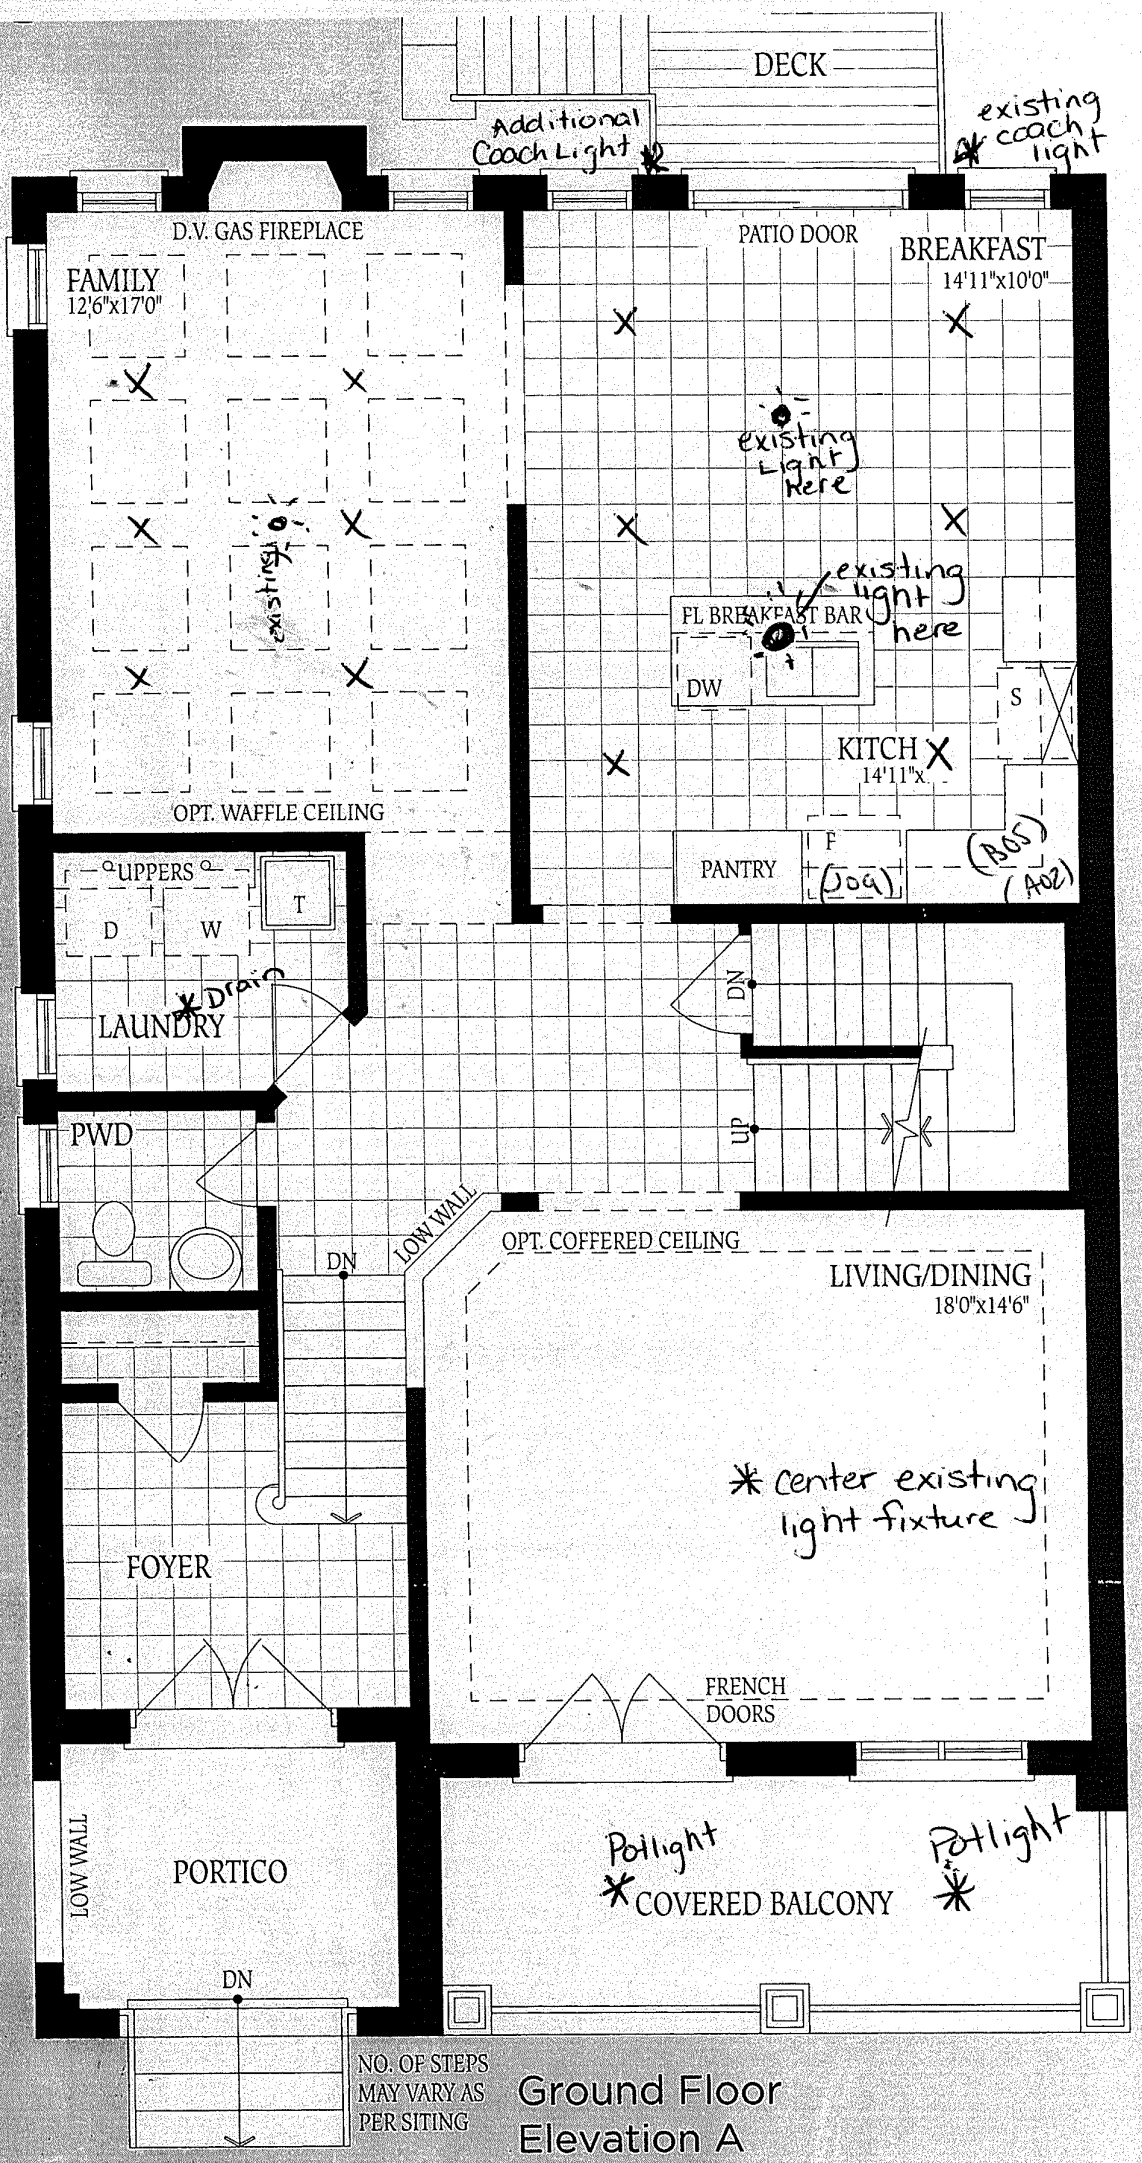 DECK
existing
coach
light
Additional
Coach Light
D.V. GAS FIREPLACE
PATIO DOOR
BREAKFAST
14'11"x10'0"
FAMILY
12'6"x17'0"
existing
Light
here
existing
existing
light
here
FL BREAKFAST BAR
DW
S
KITCH
14'11"x
OPT. WAFFLE CEILING
UPPERS
D
W
T
PANTRY
F
(J09)
(B05)
(A02)
Drain
LAUNDRY
DN
UP
PWD
LOW WALL
DN
OPT. COFFERED CEILING
LIVING/DINING
18'0"x14'6"
center existing
light fixture
FOYER
FRENCH
DOORS
LOW WALL
PORTICO
Potlight
Potlight
COVERED BALCONY
DN
NO. OF STEPS
MAY VARY AS
PER SITING
Ground Floor
Elevation A